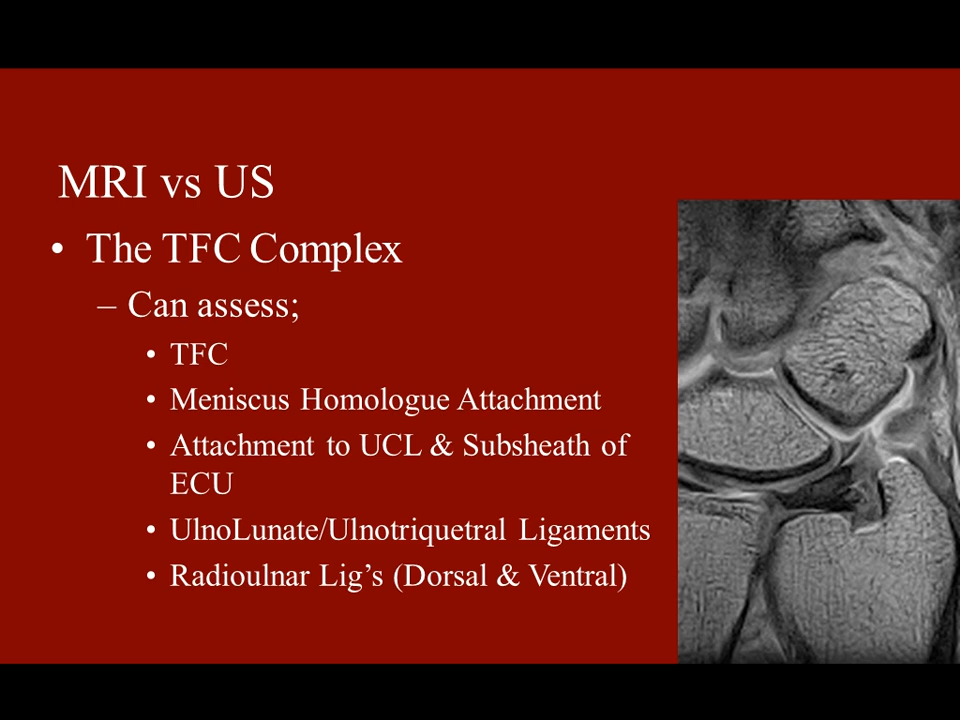 MRI vs US
• The TFC Complex
– Can assess;
• TFC
• Meniscus Homologue Attachment
• Attachment to UCL & Subsheath of
ECU
• UlnoLunate/Ulnotriquetral Ligaments
• Radioulnar Lig’s (Dorsal & Ventral)